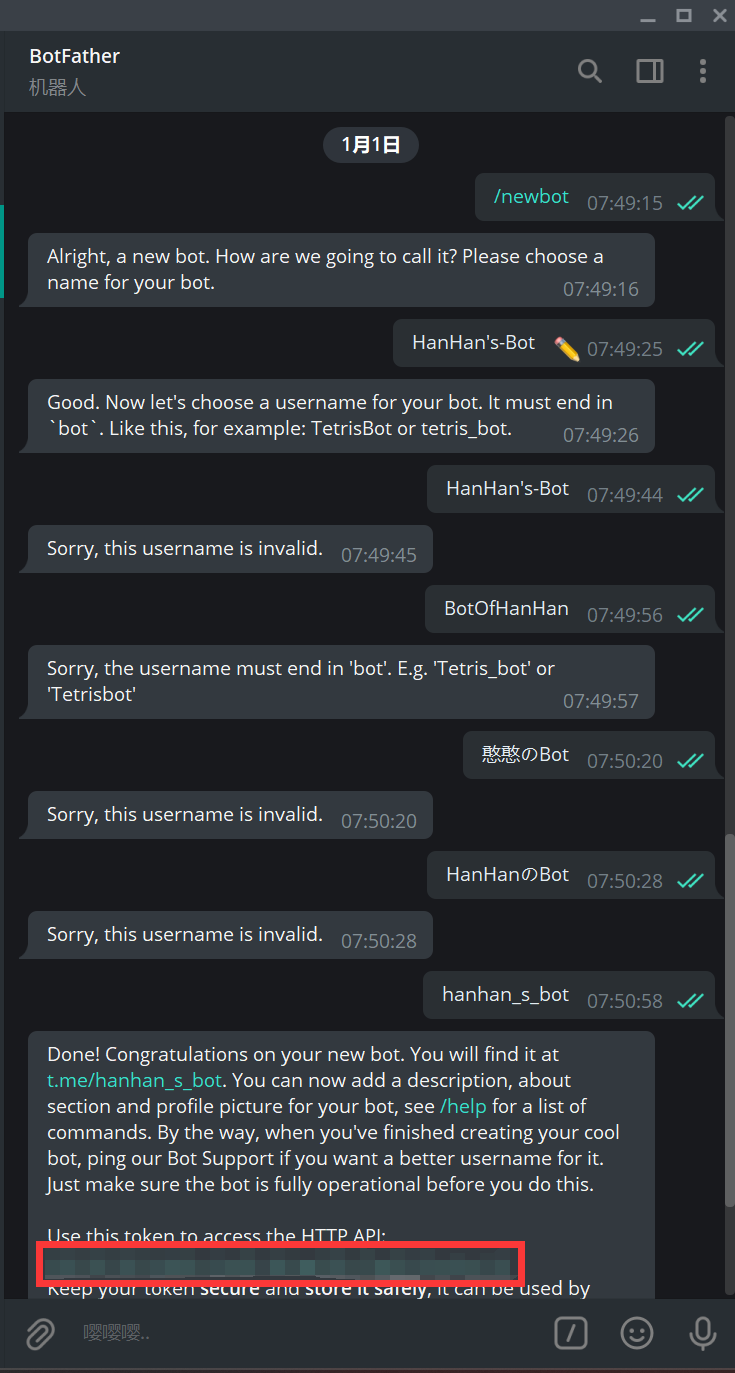 BotFather
机器人
1月1日
/newbot 07:49:15
Alright, a new bot. How are we going to call it? Please choose a
name for your bot. 07:49:16
HanHan's-Bot 07:49:25
Good. Now let's choose a username for your bot. It must end in
`bot`. Like this, for example: TetrisBot or tetris_bot. 07:49:26
HanHan's-Bot 07:49:44
Sorry, this username is invalid. 07:49:45
BotOfHanHan 07:49:56
Sorry, the username must end in 'bot'. E.g. 'Tetris_bot' or
'Tetrisbot' 07:49:57
憨憨のBot 07:50:20
Sorry, this username is invalid. 07:50:20
HanHanのBot 07:50:28
Sorry, this username is invalid. 07:50:28
hanhan_s_bot 07:50:58
Done! Congratulations on your new bot. You will find it at
t.me/hanhan_s_bot. You can now add a description, about
section and profile picture for your bot, see /help for a list of
commands. By the way, when you've finished creating your cool
bot, ping our Bot Support if you want a better username for it.
Just make sure the bot is fully operational before you do this.
Use this token to access the HTTP API:
Keep your token secure and store it safely, it can be used by
嘤嘤嘤..